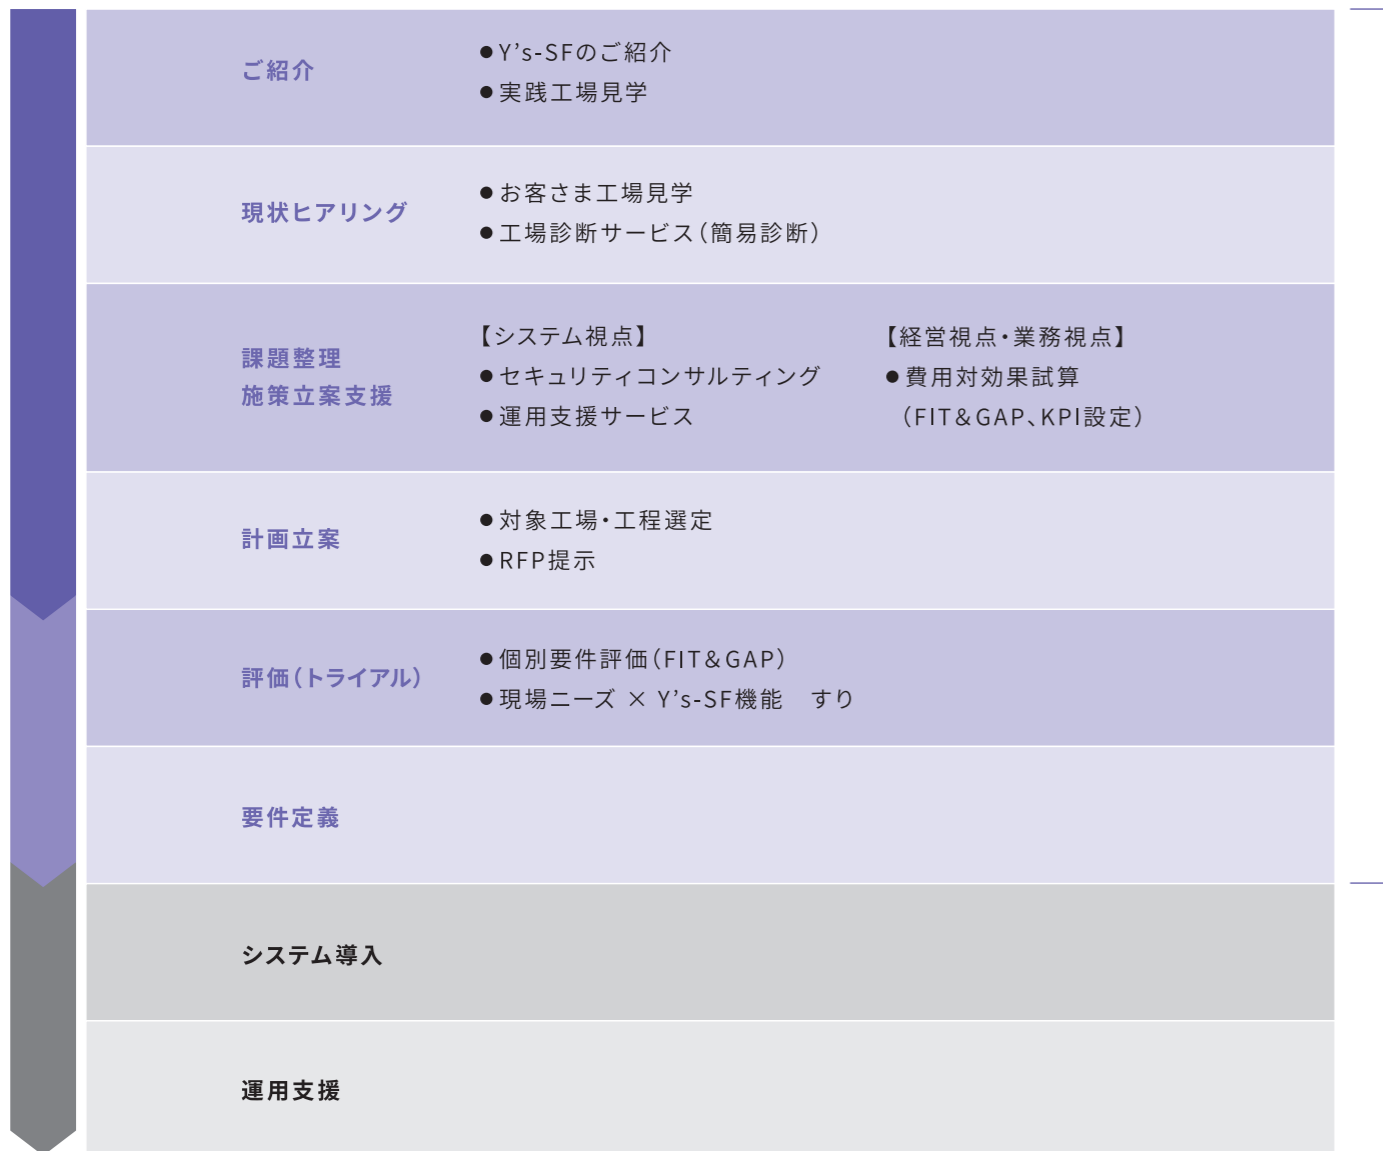 ご紹介
●Y’s-SFのご紹介
●実践工場見学
現状ヒアリング
●お客さま工場見学
●工場診断サービス（簡易診断）
課題整理
施策立案支援
【システム視点】
●セキュリティコンサルティング
●運用支援サービス
【経営視点・業務視点】
●費用対効果試算
（FIT＆GAP、KPI設定）
計画立案
●対象工場・工程選定
●RFP提示
評価（トライアル）
●個別要件評価（FIT＆GAP）
●現場ニーズ × Y’s-SF機能　すり
要件定義
システム導入
運用支援